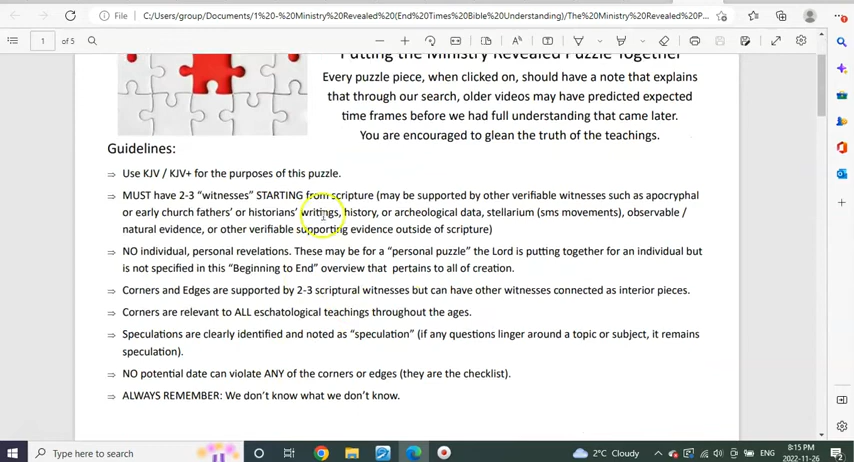 File
C:/Users/group/Documents/1%20-%20Ministry%20Revealed(End%20Times%20Bible%20Understanding)/The%20Ministry%20Revealed%20P...
1
of 5
Putting the Ministry Revealed Puzzle Together
Every puzzle piece, when clicked on, should have a note that explains
that through our search, older videos may have predicted expected
time frames before we had full understanding that came later.
You are encouraged to glean the truth of the teachings.
Guidelines:
⇒ Use KJV / KJV+ for the purposes of this puzzle.
⇒ MUST have 2-3 “witnesses” STARTING from scripture (may be supported by other verifiable witnesses such as apocryphal
or early church fathers’ or historians’ writings, history, or archeological data, stellarium (sms movements), observable /
natural evidence, or other verifiable supporting evidence outside of scripture)
⇒ NO individual, personal revelations. These may be for a “personal puzzle” the Lord is putting together for an individual but
is not specified in this “Beginning to End” overview that pertains to all of creation.
⇒ Corners and Edges are supported by 2-3 scriptural witnesses but can have other witnesses connected as interior pieces.
⇒ Corners are relevant to ALL eschatological teachings throughout the ages.
⇒ Speculations are clearly identified and noted as “speculation” (if any questions linger around a topic or subject, it remains
speculation).
⇒ NO potential date can violate ANY of the corners or edges (they are the checklist).
⇒ ALWAYS REMEMBER: We don’t know what we don’t know.
Type here to search
2°C Cloudy
ENG
8:15 PM
2022-11-26